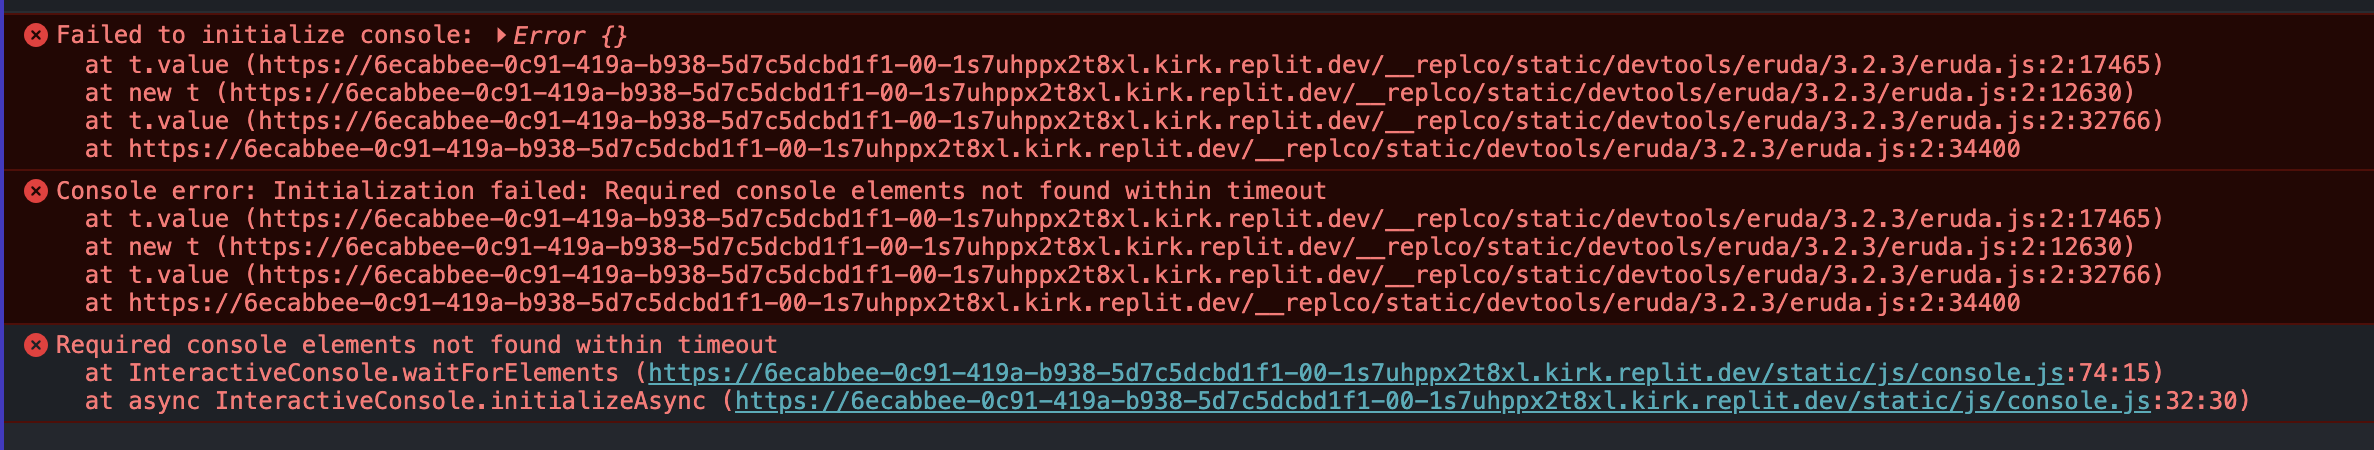 Failed to initialize console: ▶Error {}
at t.value (https://6ecabbee-0c91-419a-b938-5d7c5dcbd1f1-00-1s7uhppx2t8xl.kirk.replit.dev/__replco/static/devtools/eruda/3.2.3/eruda.js:2:17465)
at new t (https://6ecabbee-0c91-419a-b938-5d7c5dcbd1f1-00-1s7uhppx2t8xl.kirk.replit.dev/__replco/static/devtools/eruda/3.2.3/eruda.js:2:12630)
at t.value (https://6ecabbee-0c91-419a-b938-5d7c5dcbd1f1-00-1s7uhppx2t8xl.kirk.replit.dev/__replco/static/devtools/eruda/3.2.3/eruda.js:2:32766)
at https://6ecabbee-0c91-419a-b938-5d7c5dcbd1f1-00-1s7uhppx2t8xl.kirk.replit.dev/__replco/static/devtools/eruda/3.2.3/eruda.js:2:34400
Console error: Initialization failed: Required console elements not found within timeout
at t.value (https://6ecabbee-0c91-419a-b938-5d7c5dcbd1f1-00-1s7uhppx2t8xl.kirk.replit.dev/__replco/static/devtools/eruda/3.2.3/eruda.js:2:17465)
at new t (https://6ecabbee-0c91-419a-b938-5d7c5dcbd1f1-00-1s7uhppx2t8xl.kirk.replit.dev/__replco/static/devtools/eruda/3.2.3/eruda.js:2:12630)
at t.value (https://6ecabbee-0c91-419a-b938-5d7c5dcbd1f1-00-1s7uhppx2t8xl.kirk.replit.dev/__replco/static/devtools/eruda/3.2.3/eruda.js:2:32766)
at https://6ecabbee-0c91-419a-b938-5d7c5dcbd1f1-00-1s7uhppx2t8xl.kirk.replit.dev/__replco/static/devtools/eruda/3.2.3/eruda.js:2:34400
Required console elements not found within timeout
at InteractiveConsole.waitForElements (https://6ecabbee-0c91-419a-b938-5d7c5dcbd1f1-00-1s7uhppx2t8xl.kirk.replit.dev/static/js/console.js:74:15)
at async InteractiveConsole.initializeAsync (https://6ecabbee-0c91-419a-b938-5d7c5dcbd1f1-00-1s7uhppx2t8xl.kirk.replit.dev/static/js/console.js:32:30)